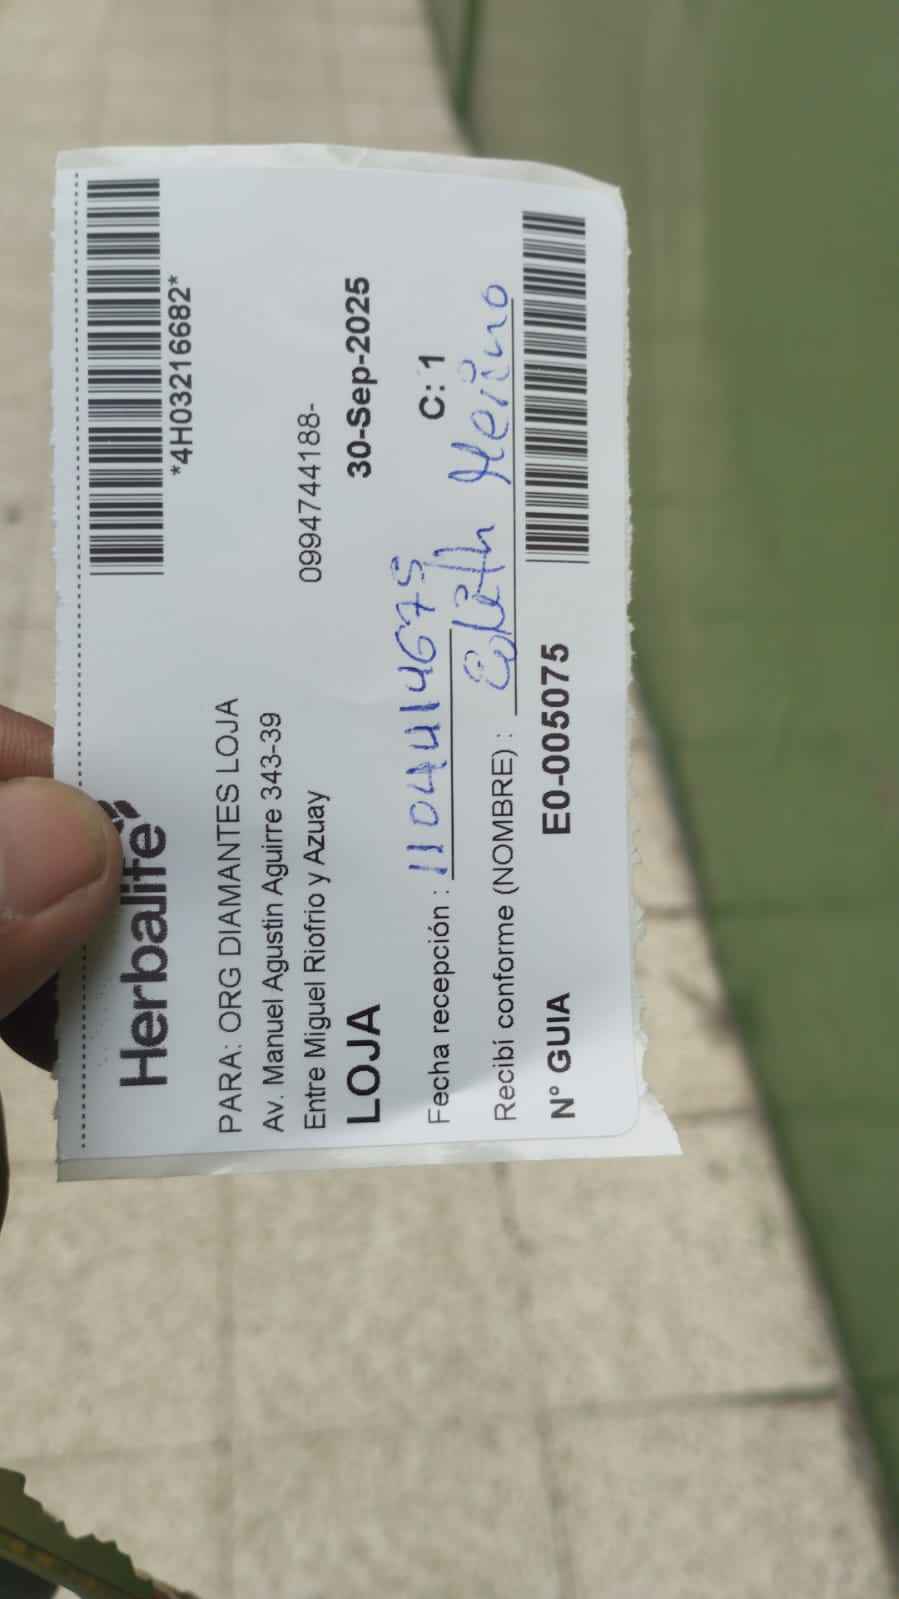 *4H03216682*
Herbalife
PARA: ORG DIAMANTES LOJA
Av. Manuel Agustin Aguirre 343-39
Entre Miguel Riofrio y Azuay 0994744188-
LOJA 30-Sep-2025
Fecha recepción : 1104414675 C: 1
Recibí conforme (NOMBRE) : Merino
N° GUIA E0-005075